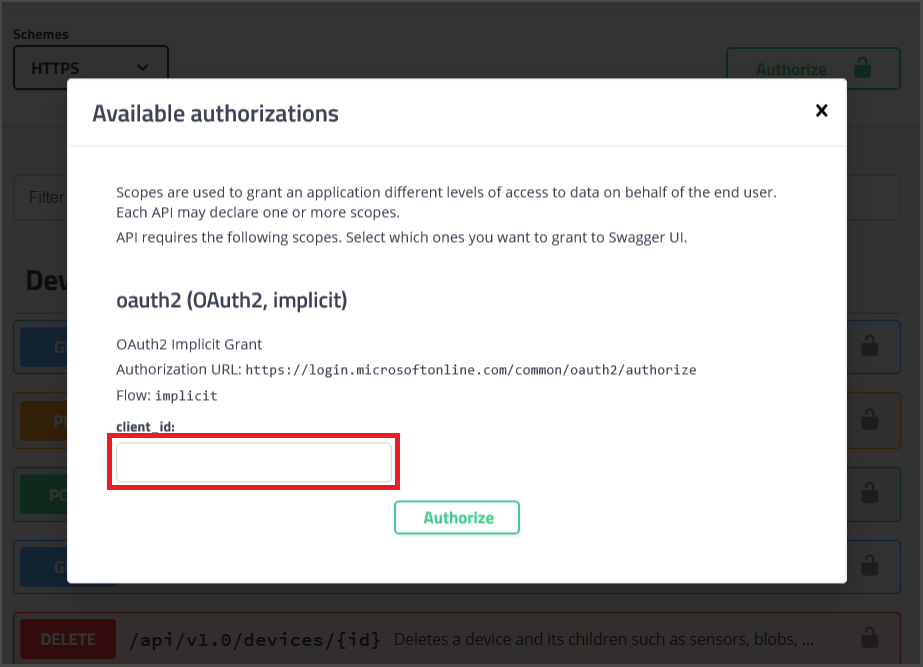 Schemes
HTTPS
Authorize
Available authorizations
Filter
Scopes are used to grant an application different levels of access to data on behalf of the end user.
Each API may declare one or more scopes.
API requires the following scopes. Select which ones you want to grant to Swagger UI.
Dev
oauth2 (OAuth2, implicit)
OAuth2 Implicit Grant
G
Authorization URL: https://login.microsoftonline.com/common/oauth2/authorize
Flow: implicit
client_id:
PO
Authorize
G
DELETE /api/v1.0/devices/{id} Deletes a device and its children such as sensors, blobs, ...